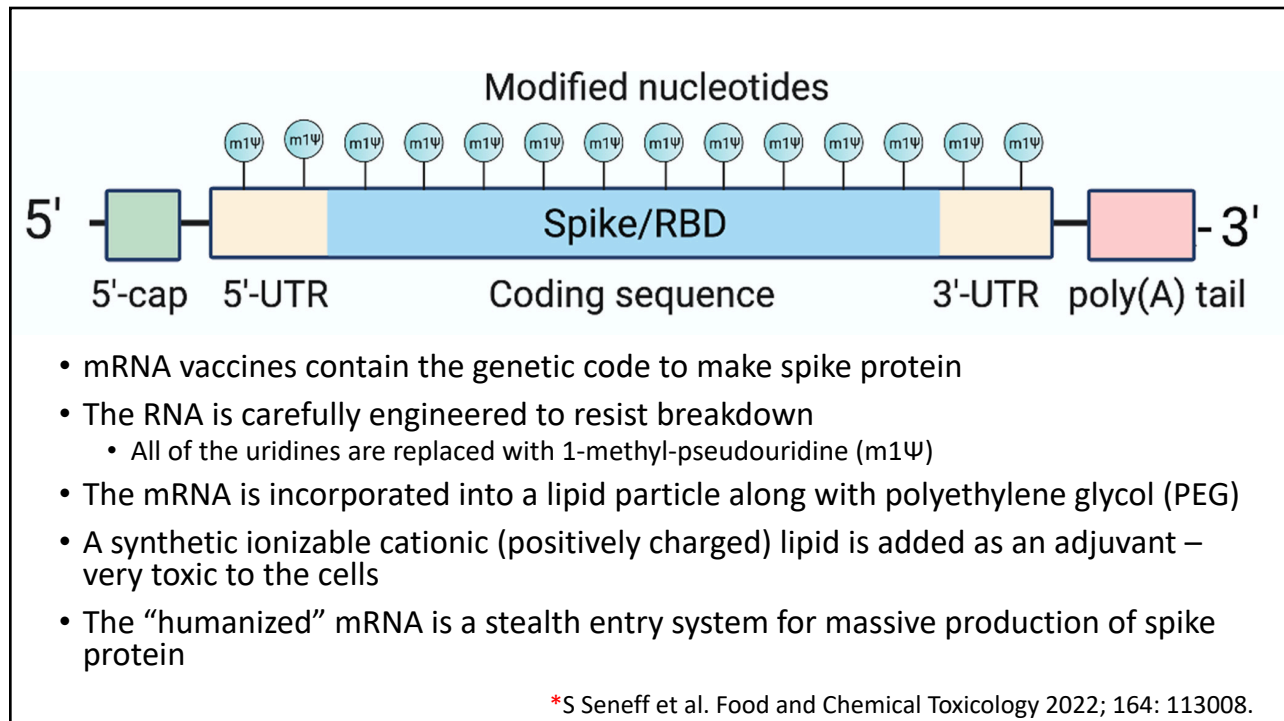 Modified nucleotides
m1Ψ m1Ψ m1Ψ m1Ψ m1Ψ m1Ψ m1Ψ m1Ψ m1Ψ m1Ψ m1Ψ m1Ψ m1Ψ m1Ψ
5' Spike/RBD 3'
5'-cap 5'-UTR Coding sequence 3'-UTR poly(A) tail
• mRNA vaccines contain the genetic code to make spike protein
• The RNA is carefully engineered to resist breakdown
• All of the uridines are replaced with 1-methyl-pseudouridine (m1Ψ)
• The mRNA is incorporated into a lipid particle along with polyethylene glycol (PEG)
• A synthetic ionizable cationic (positively charged) lipid is added as an adjuvant –
very toxic to the cells
• The “humanized” mRNA is a stealth entry system for massive production of spike
protein
*S Seneff et al. Food and Chemical Toxicology 2022; 164: 113008.